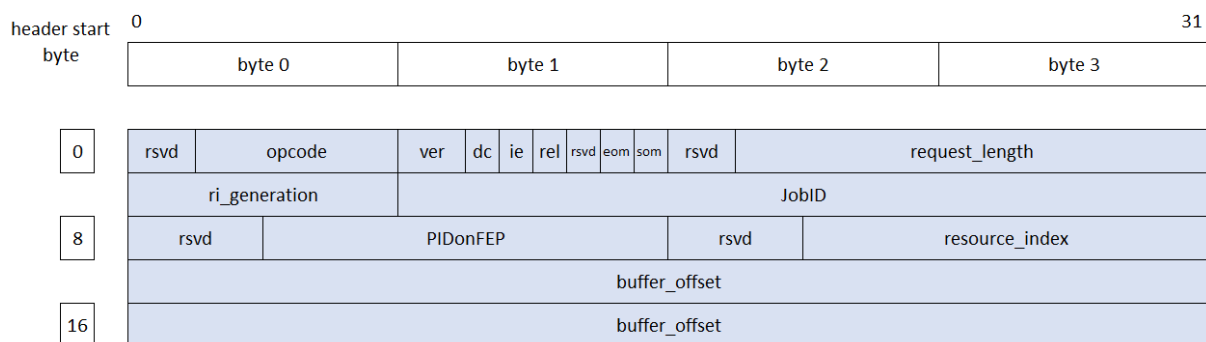 header start byte 0 31
byte 0 byte 1 byte 2 byte 3
0 rsvd opcode ver dc ie rel rsvd eom som rsvd request_length
ri_generation JobID
8 rsvd PIDonFEP rsvd resource_index
buffer_offset
16 buffer_offset